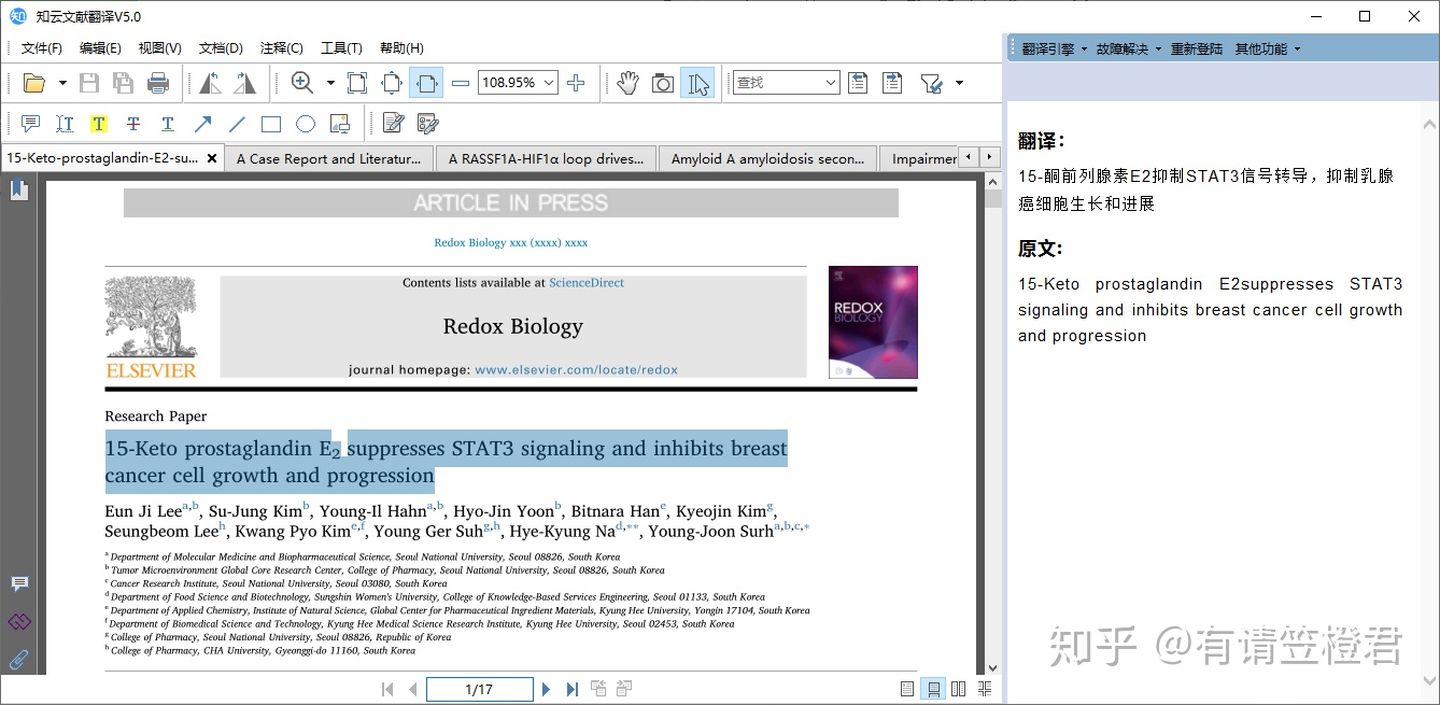 知云文献翻译V5.0
文件(F) 编辑(E) 视图(V) 文档(D) 注释(C) 工具(T) 帮助(H)
翻译引擎 故障解决 重新登陆 其他功能
108.95% 查找
15-Keto-prostaglandin-E2-su... A Case Report and Literatur... A RASSF1A-HIF1α loop drives... Amyloid A amyloidosis secon... Impairmer
ARTICLE IN PRESS
Redox Biology xxx (xxxx) xxxx
Contents lists available at ScienceDirect
Redox Biology
journal homepage: www.elsevier.com/locate/redox
ELSEVIER
REDOX
BIOLOGY
Research Paper
15-Keto prostaglandin E2 suppresses STAT3 signaling and inhibits breast
cancer cell growth and progression
Eun Ji Lee a,b, Su-Jung Kim b, Young-Il Hahn a,b, Hyo-Jin Yoon b, Bitnara Han e, Kyeojin Kim g,
Seungbeom Lee h, Kwang Pyo Kim e,f, Young Ger Suh g,h, Hye-Kyung Na d,**, Young-Joon Surh a,b,c,*
a Department of Molecular Medicine and Biopharmaceutical Science, Seoul National University, Seoul 08826, South Korea
b Tumor Microenvironment Global Core Research Center, College of Pharmacy, Seoul National University, Seoul 08826, South Korea
c Cancer Research Institute, Seoul National University, Seoul 03080, South Korea
d Department of Food Science and Biotechnology, Sungshin Women's University, College of Knowledge-Based Services Engineering, Seoul 01133, South Korea
e Department of Applied Chemistry, Institute of Natural Science, Global Center for Pharmaceutical Ingredient Materials, Kyung Hee University, Yongin 17104, South Korea
f Department of Biomedical Science and Technology, Kyung Hee Medical Science Research Institute, Kyung Hee University, Seoul 02453, South Korea
g College of Pharmacy, Seoul National University, Seoul 08826, Republic of Korea
h College of Pharmacy, CHA University, Gyeonggi-do 11160, South Korea
1/17
翻译：
15-酮前列腺素E2抑制STAT3信号转导，抑制乳腺
癌细胞生长和进展
原文:
15-Keto prostaglandin E2suppresses STAT3
signaling and inhibits breast cancer cell growth
and progression
知乎 @有请笠橙君